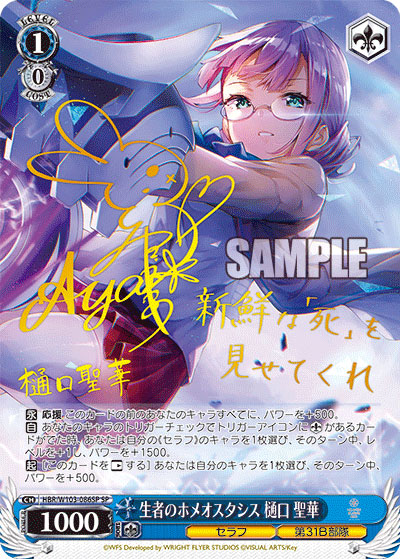 LEVEL
1
0
COST
SAMPLE
Ayaka
新鮮な「死」を
見せてくれ
樋口聖華
永 応援 このカードの前のあなたのキャラすべてに、パワーを+500。
自 あなたのキャラのトリガーチェックでトリガーアイコンに がある
カードがでた時、あなたは自分の《セラフ》のキャラを1枚選び、そのターン中、レ
ベルを+1し、パワーを+1500。
起 [このカードを する] あなたは自分のキャラを1枚選び、そのターン中、パワー
を+500。
CH HBR/W103-086SP SP
生者のホメオスタシス 樋口 聖華
POWER
1000
セラフ
第31B部隊
©WFS Developed by WRIGHT FLYER STUDIOS ©VISUAL ARTS/Key